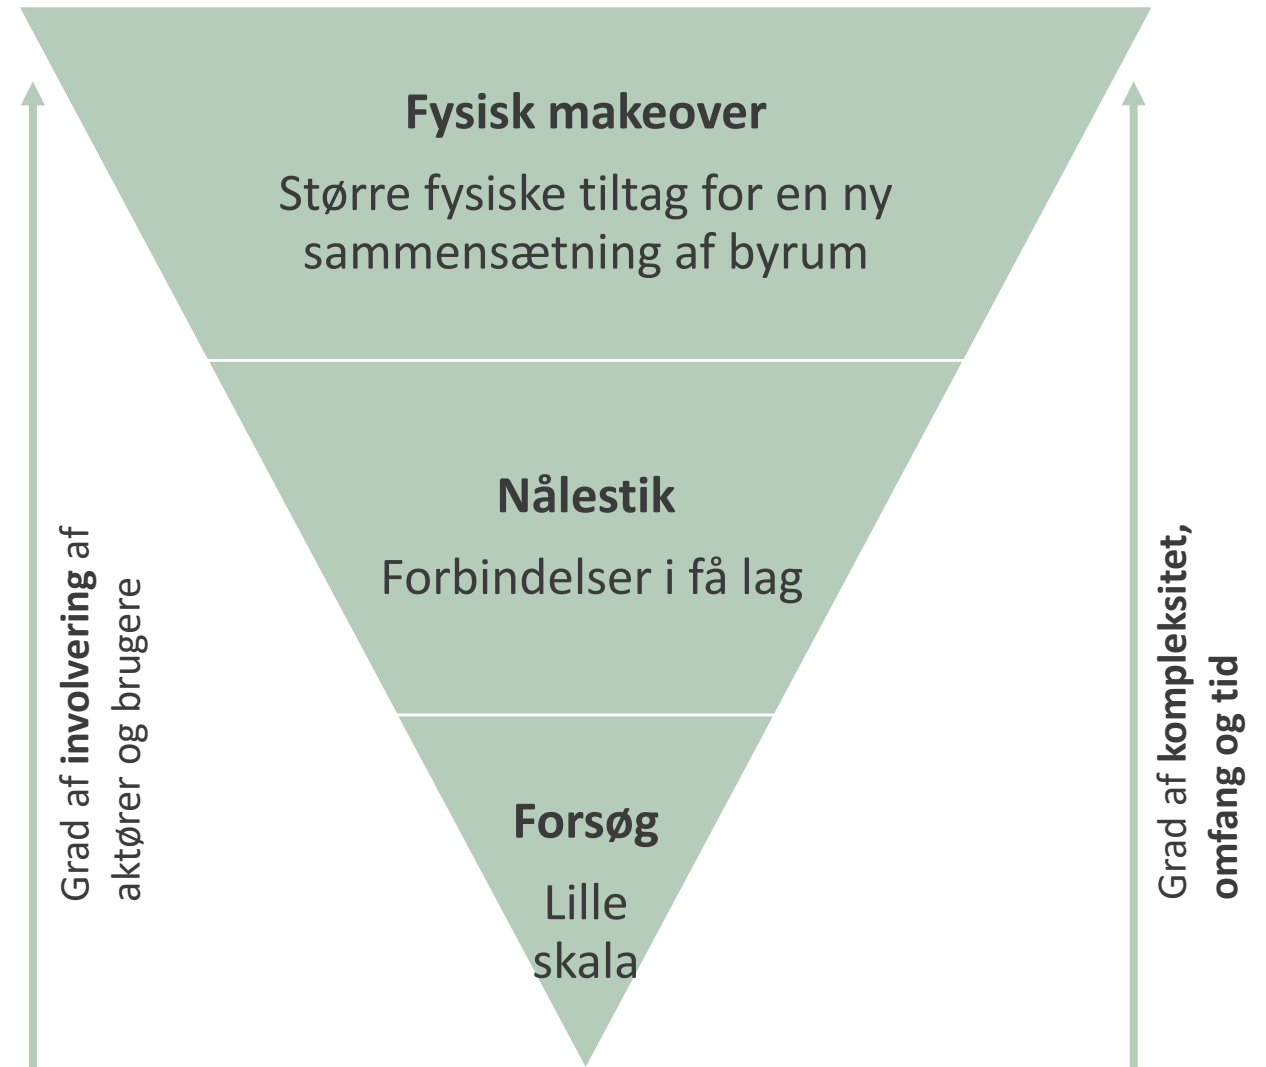 Fysisk makeover
Større fysiske tiltag for en ny
sammensætning af byrum
Nålestik
Forbindelser i få lag
Forsøg
Lille
skala
Grad af involvering af
aktører og brugere
Grad af kompleksitet,
omfang og tid